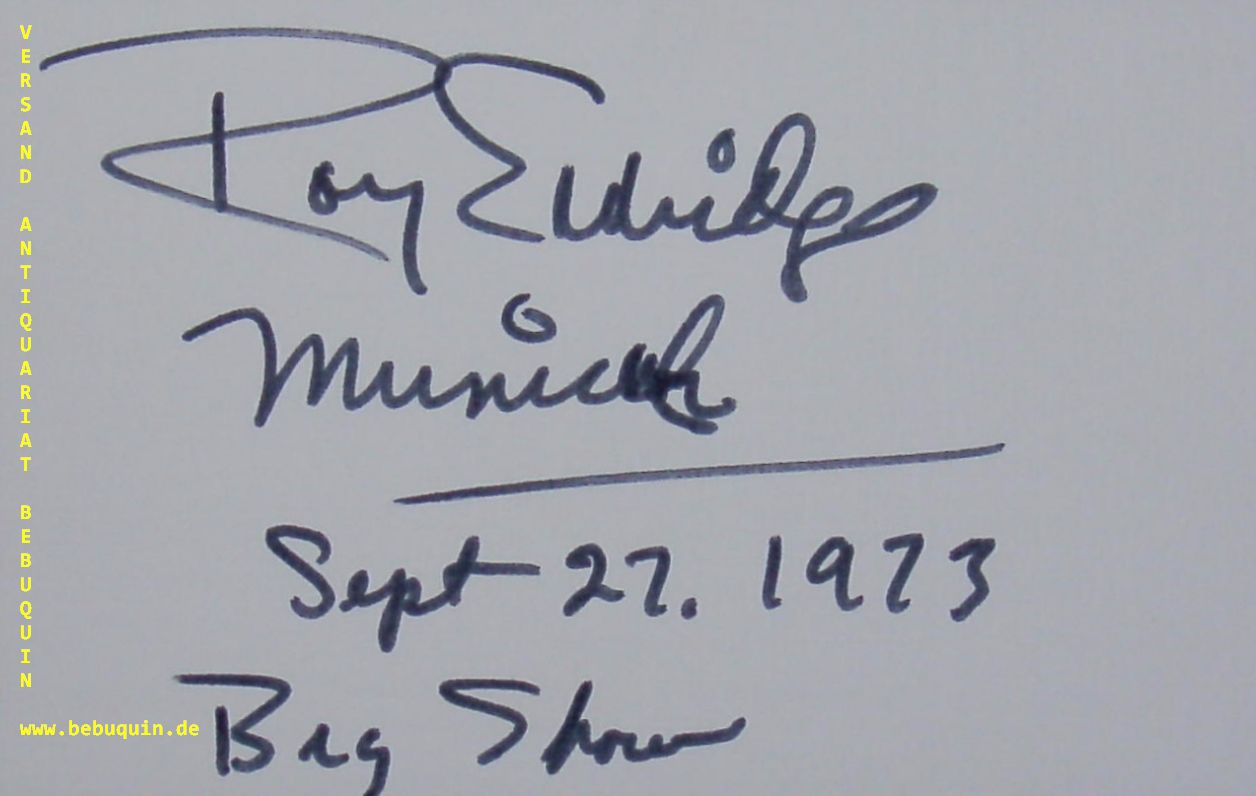 VERSAND ANTIQUARIAT BEBUQUIN
Roy Eldridge
Munich
Sept 27. 1973
Big Show
www.bebuquin.de